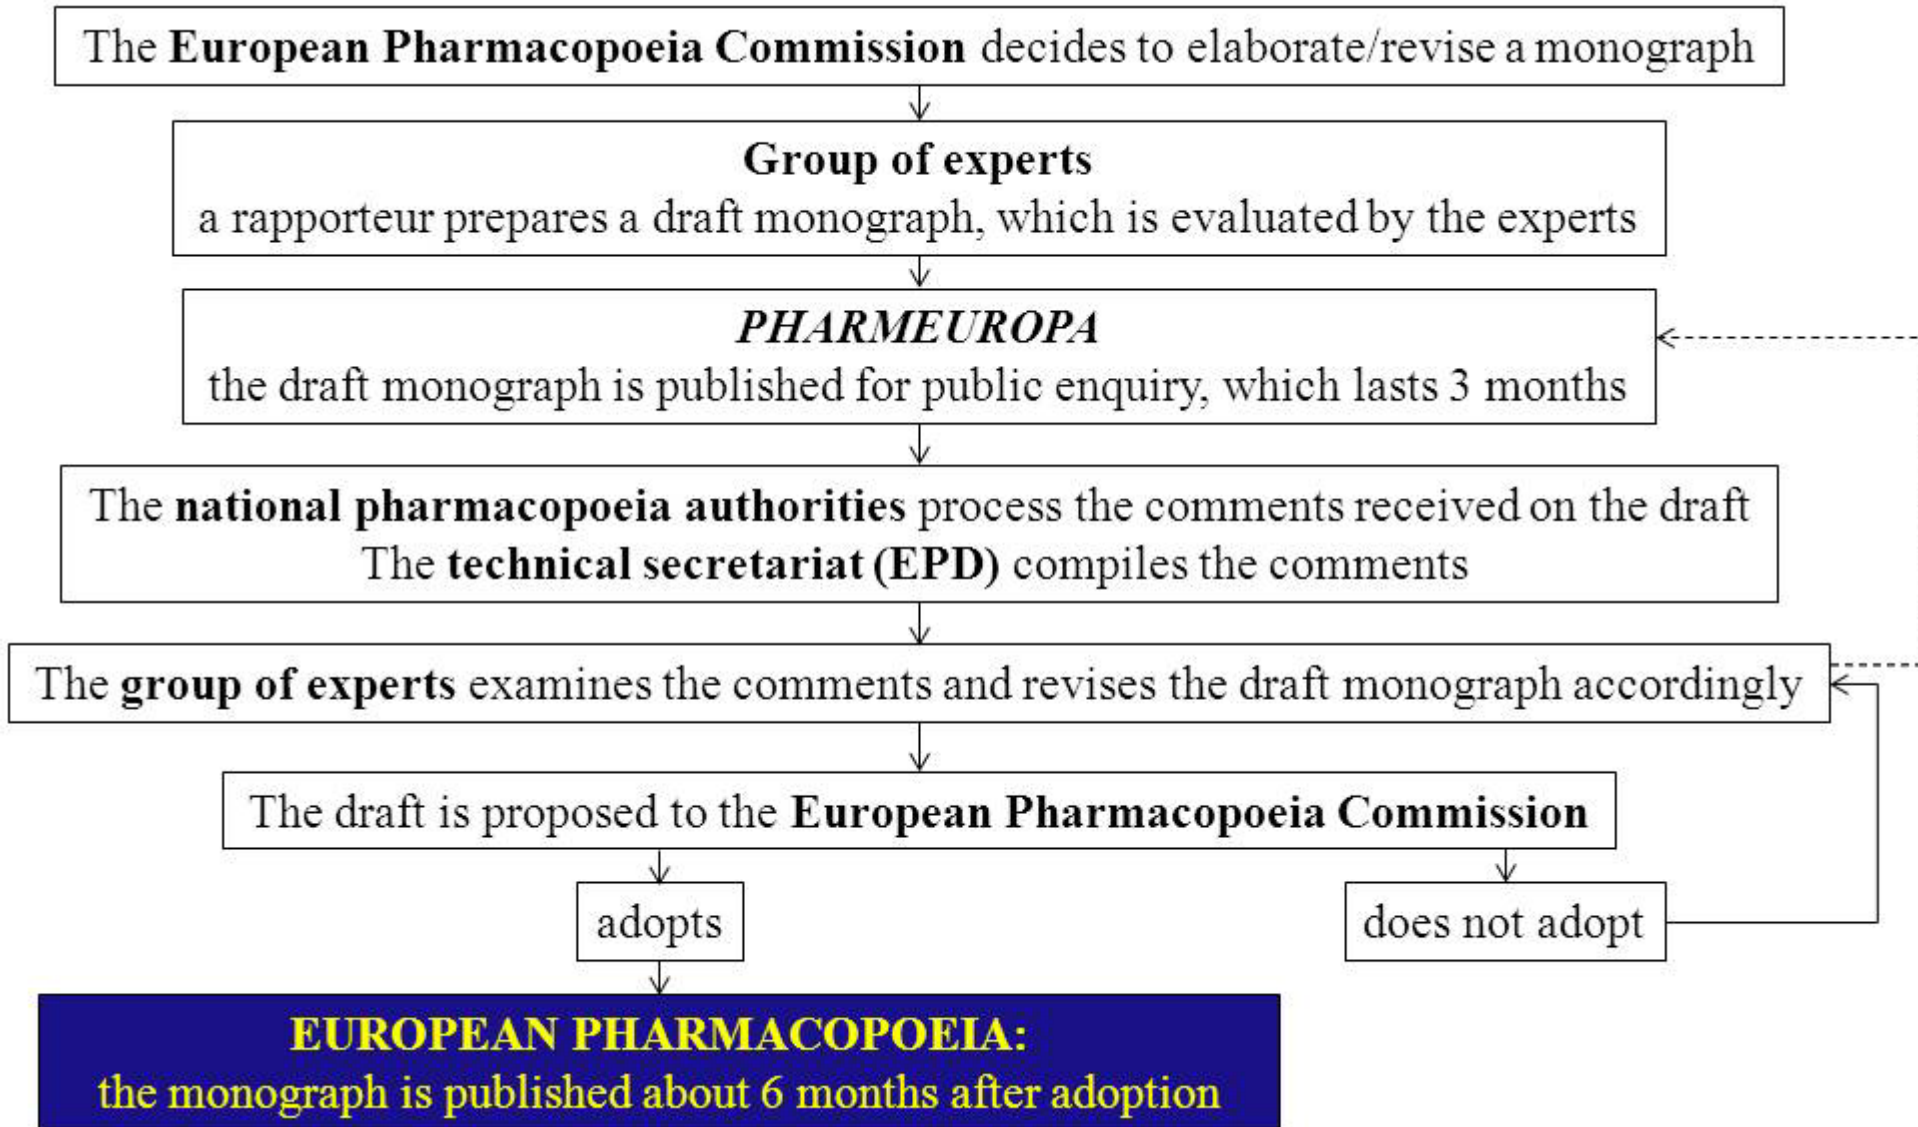 The European Pharmacopoeia Commission decides to elaborate/revise a monograph
Group of experts
a rapporteur prepares a draft monograph, which is evaluated by the experts
PHARMEUROPA
the draft monograph is published for public enquiry, which lasts 3 months
The national pharmacopoeia authorities process the comments received on the draft
The technical secretariat (EPD) compiles the comments
The group of experts examines the comments and revises the draft monograph accordingly
The draft is proposed to the European Pharmacopoeia Commission
adopts
does not adopt
EUROPEAN PHARMACOPOEIA:
the monograph is published about 6 months after adoption